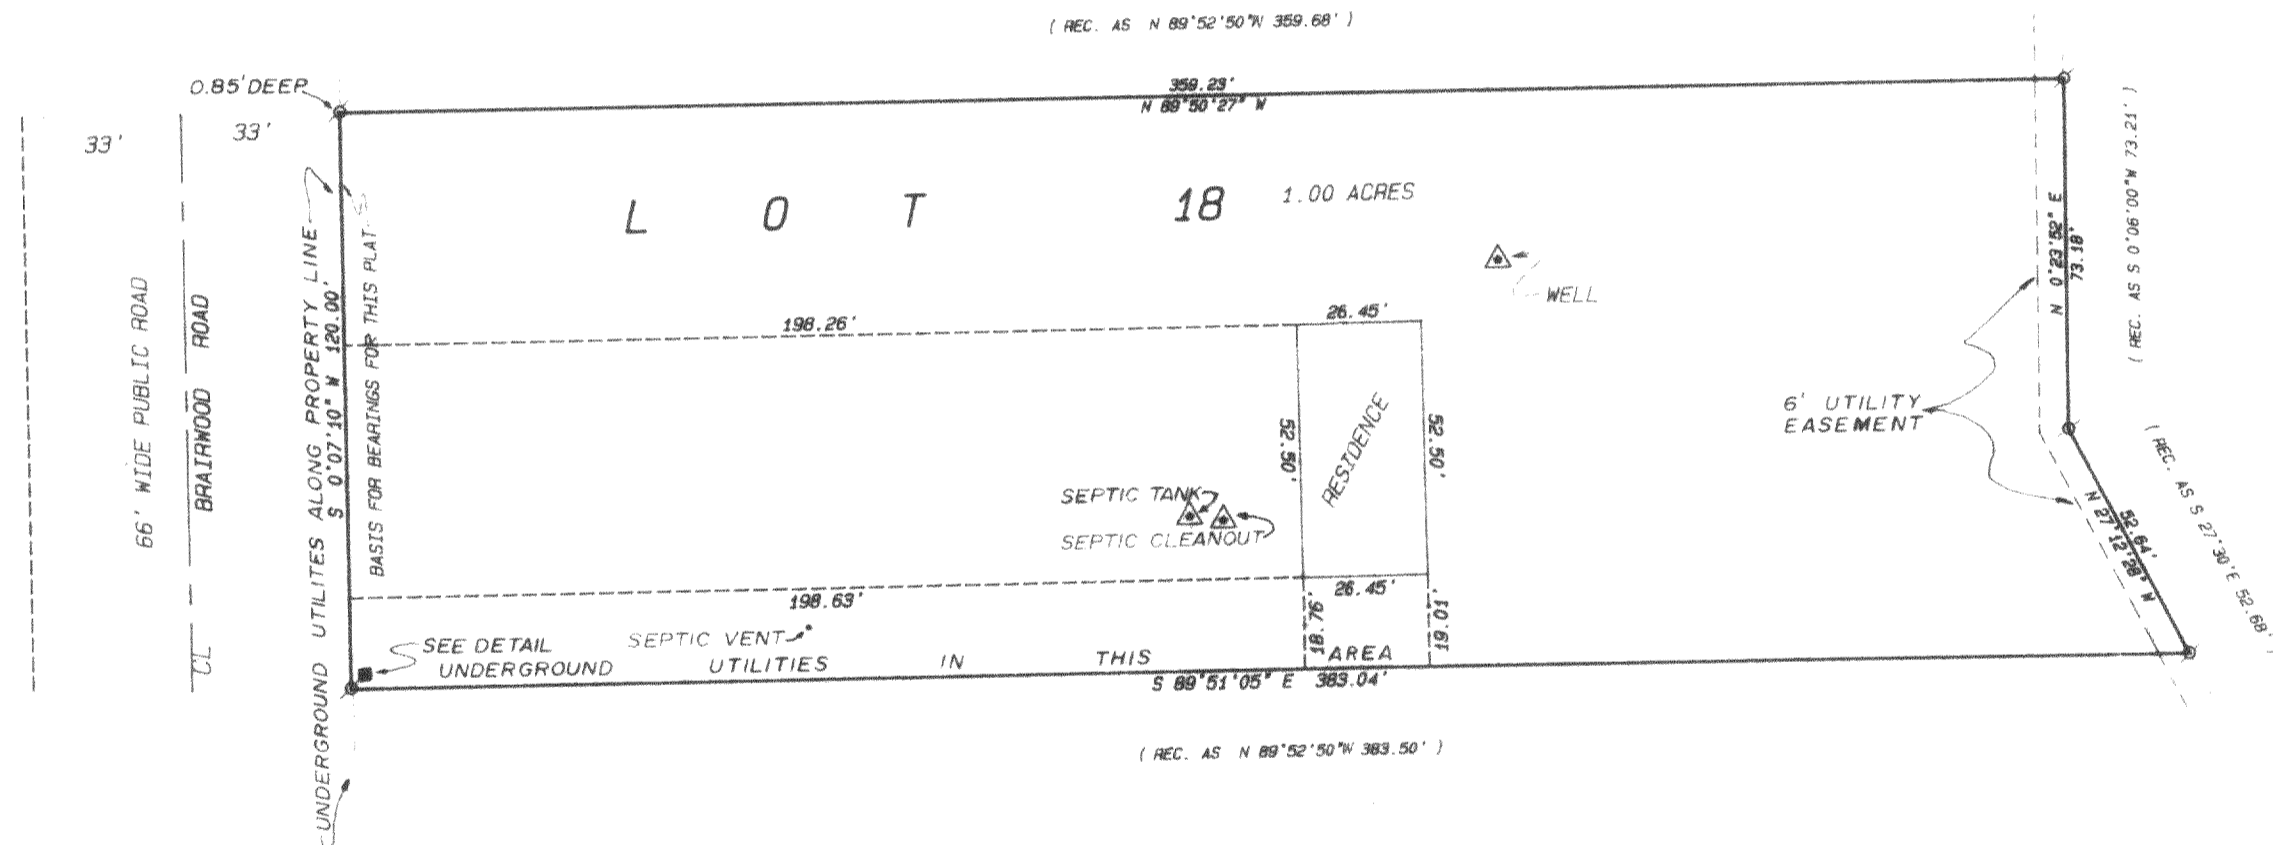 ( REC. AS N 89°52'50"W 359.68' )
0.85' DEEP
359.23'
N 89°50'27" W
33'
33'
LOT 18
1.00 ACRES
WELL
66' WIDE PUBLIC ROAD
BRAIRWOOD ROAD
CL
UNDERGROUND UTILITES ALONG PROPERTY LINE
S 0°07'10" W 120.00'
BASIS FOR BEARINGS FOR THIS PLAT
198.26'
26.45'
52.50'
RESIDENCE
52.50'
SEPTIC TANK
SEPTIC CLEANOUT
198.63'
26.45'
18.76'
19.01'
SEPTIC VENT
SEE DETAIL
UNDERGROUND UTILITIES IN THIS AREA
S 89°51'05" E 383.04'
( REC. AS N 89°52'50"W 383.50' )
6' UTILITY
EASEMENT
N 0°23'52" E
73.18'
( REC. AS S 0°06'00"W 73.21' )
52.64'
N 27°12'28" W
( REC. AS S 27°30'E 52.68' )